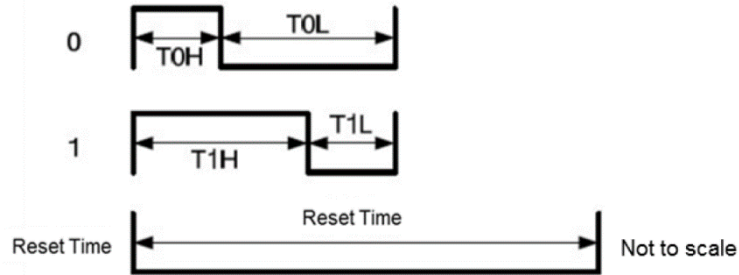 0
T0H
T0L
1
T1H
T1L
Reset Time
Reset Time
Not to scale